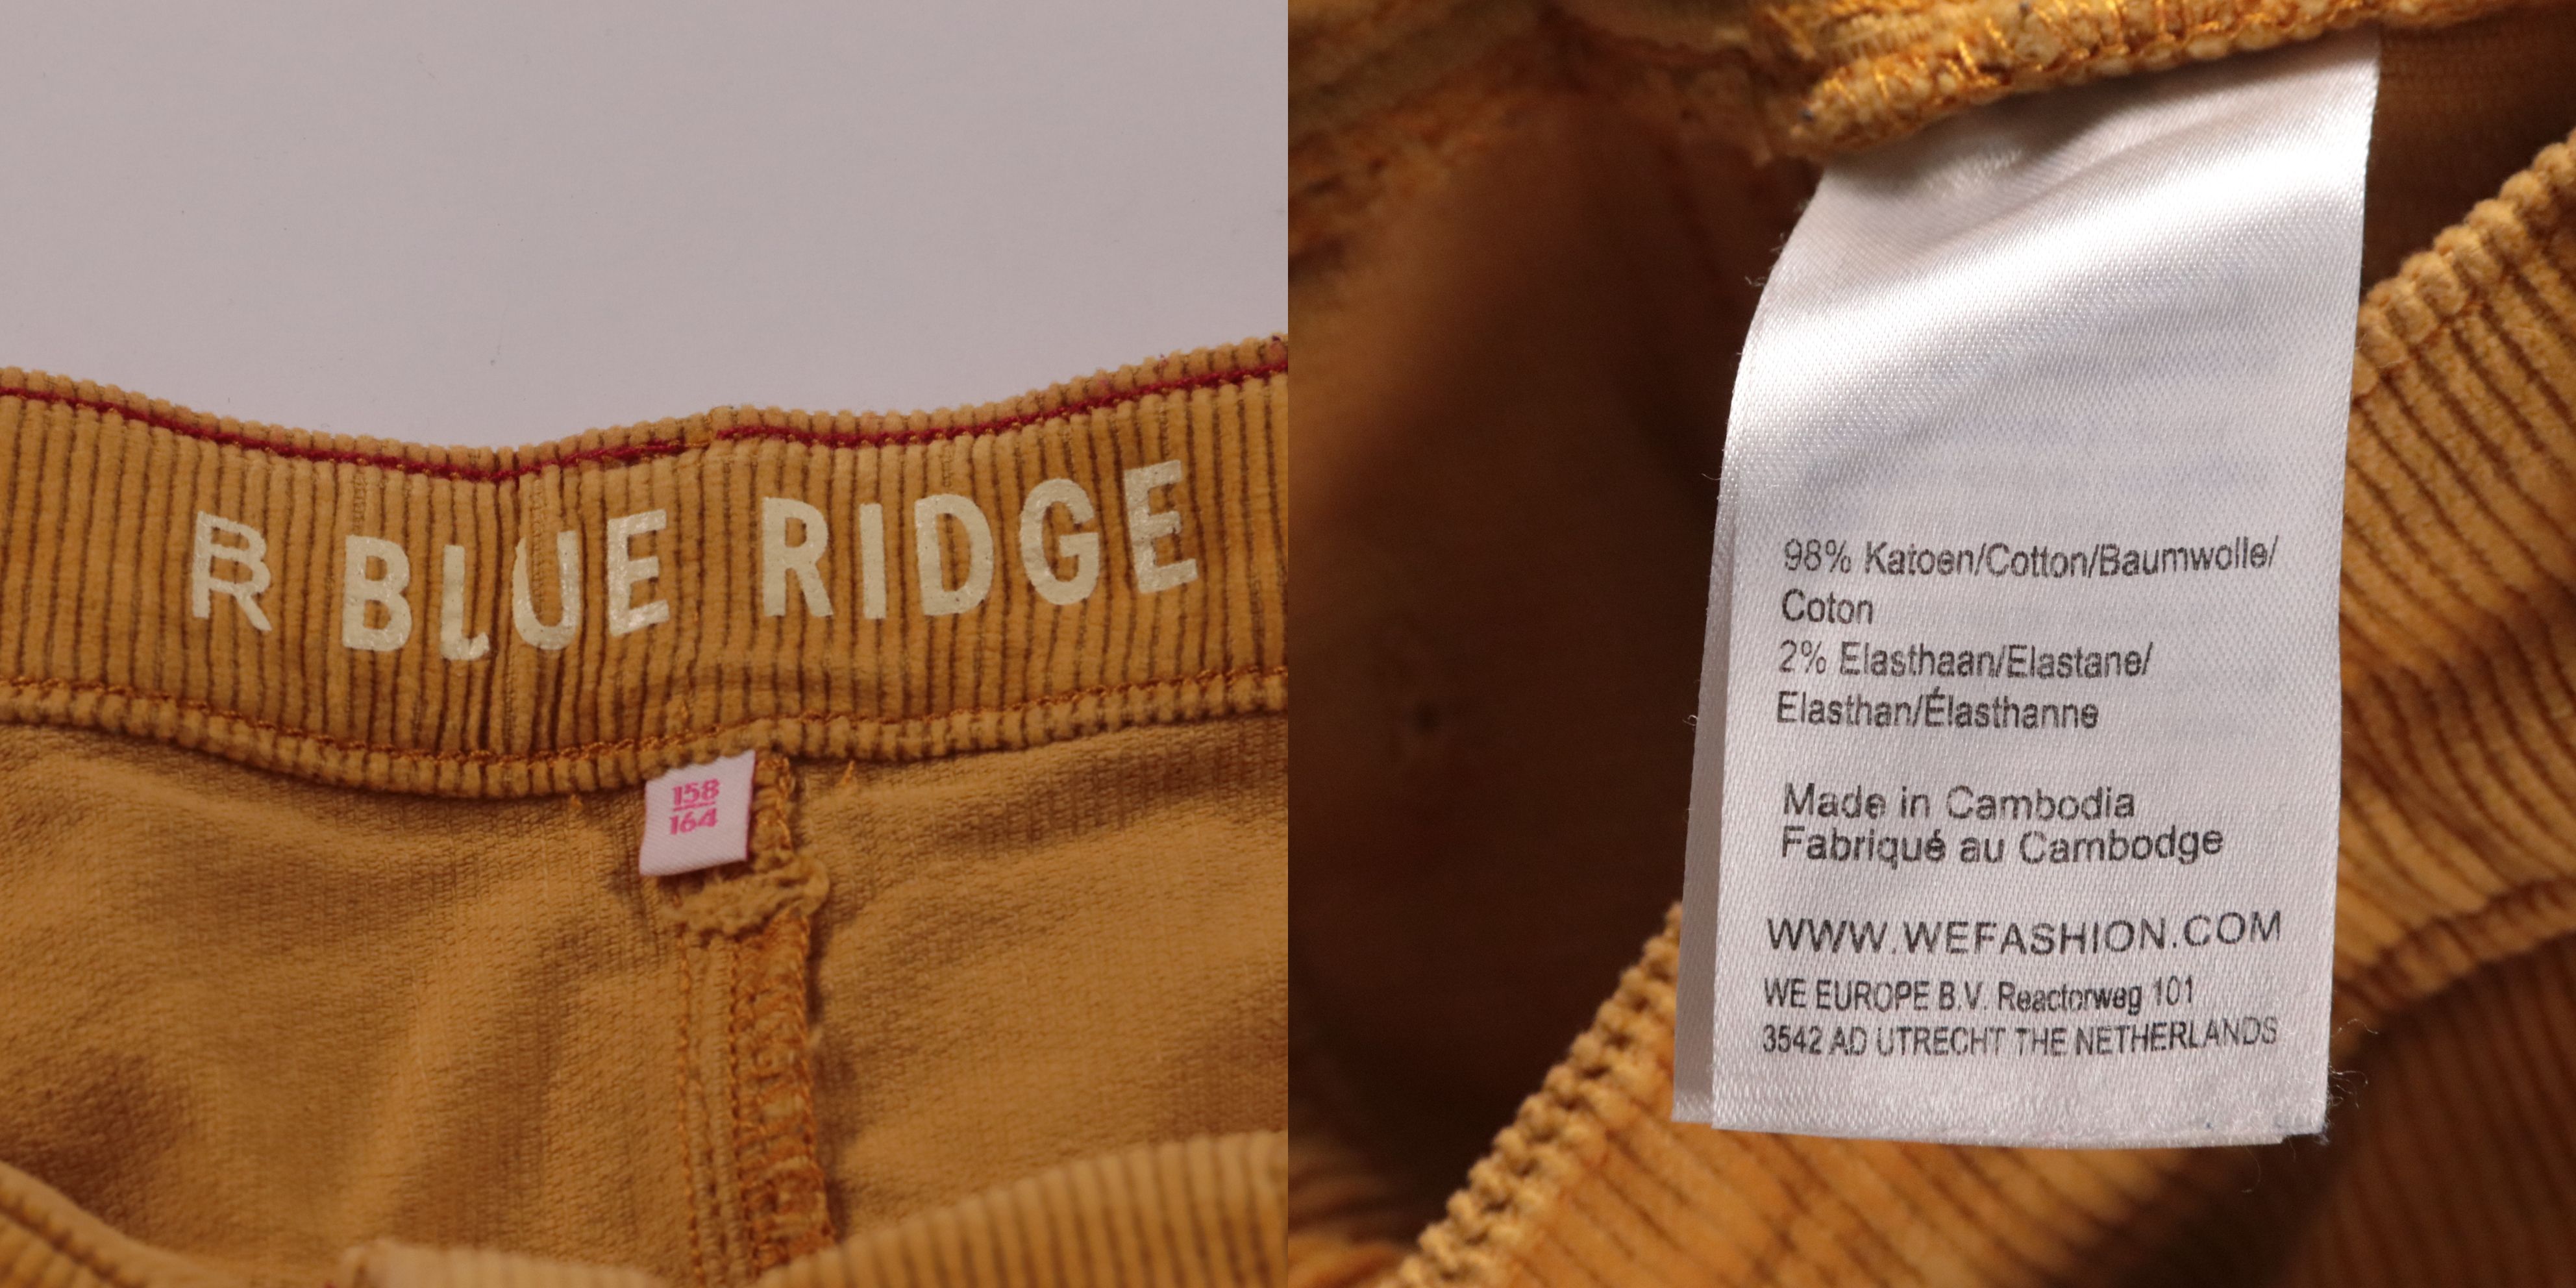 BR BLUE RIDGE
158
164
98% Katoen/Cotton/Baumwolle/
Coton
2% Elasthaan/Elastane/
Elasthan/Élasthanne
Made in Cambodia
Fabriqué au Cambodge
WWW.WEFASHION.COM
WE EUROPE B.V. Reactorweg 101
3542 AD UTRECHT THE NETHERLANDS